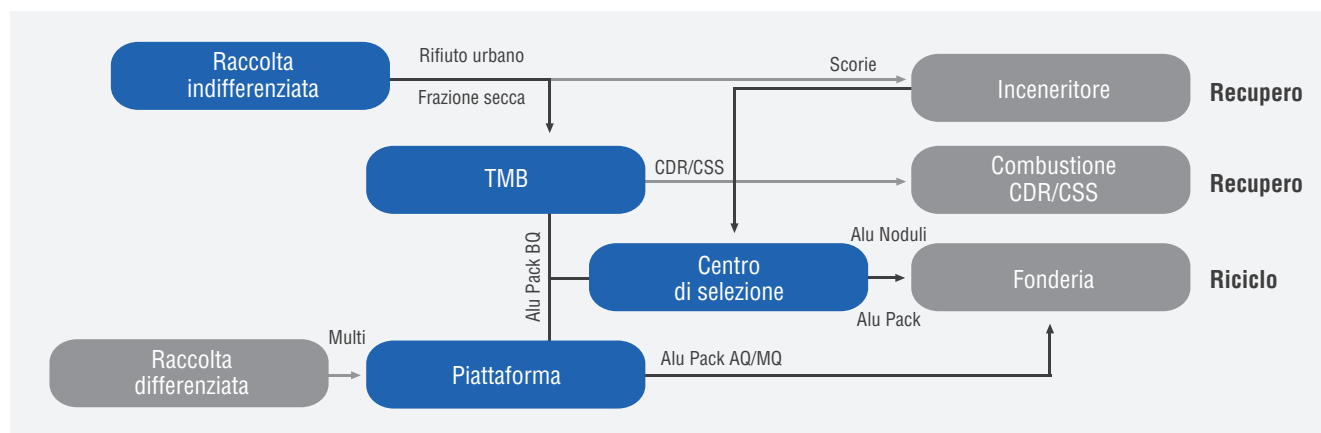 Raccolta
indifferenziata
Rifiuto urbano
Frazione secca
Scorie
Inceneritore
Recupero
TMB
CDR/CSS
Combustione
CDR/CSS
Recupero
Alu Pack BQ
Centro
di selezione
Alu Noduli
Alu Pack
Fonderia
Riciclo
Raccolta
differenziata
Multi
Piattaforma
Alu Pack AQ/MQ